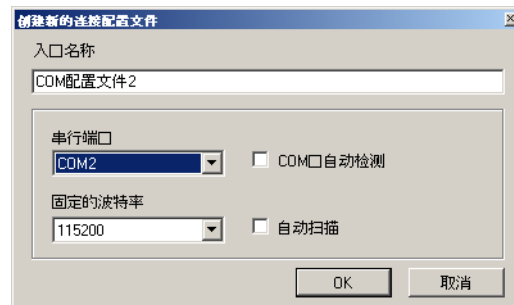 创建新的连接配置文件
入口名称
COM配置文件2
串行端口
COM2
COM口自动检测
固定的波特率
115200
自动扫描
OK
取消